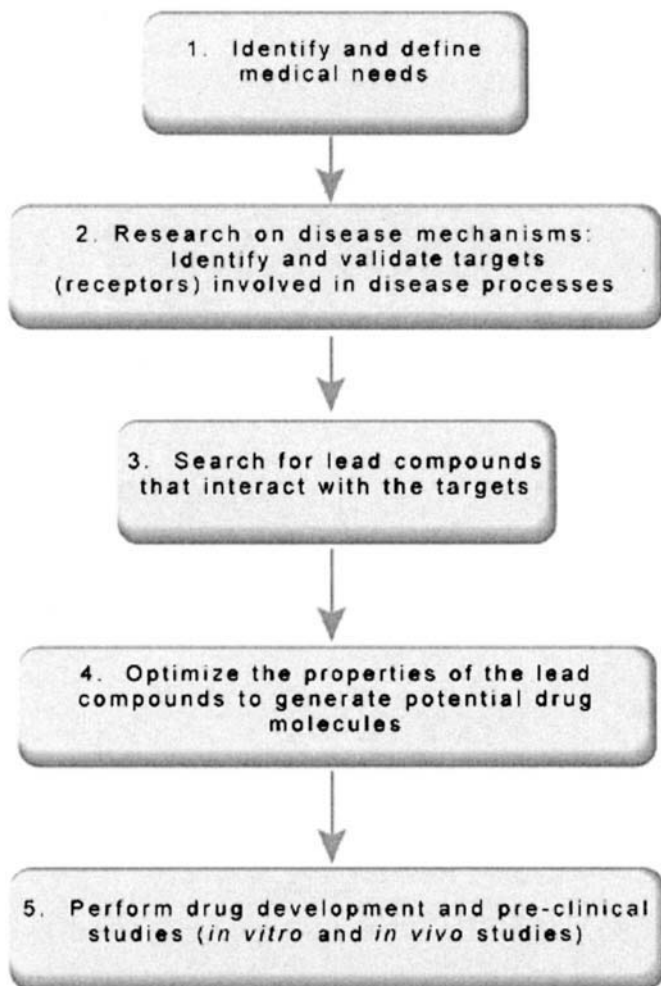 1. Identify and define
medical needs
2. Research on disease mechanisms:
Identify and validate targets
(receptors) involved in disease processes
3. Search for lead compounds
that interact with the targets
4. Optimize the properties of the lead
compounds to generate potential drug
molecules
5. Perform drug development and pre-clinical
studies (in vitro and in vivo studies)